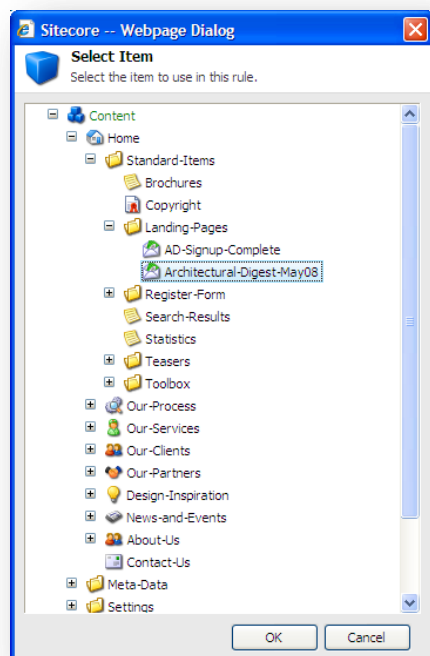 Sitecore -- Webpage Dialog
Select Item
Select the item to use in this rule.
Content
Home
Standard-Items
Brochures
Copyright
Landing-Pages
AD-Signup-Complete
Architectural-Digest-May08
Register-Form
Search-Results
Statistics
Teasers
Toolbox
Our-Process
Our-Services
Our-Clients
Our-Partners
Design-Inspiration
News-and-Events
About-Us
Contact-Us
Meta-Data
Settings
OK Cancel